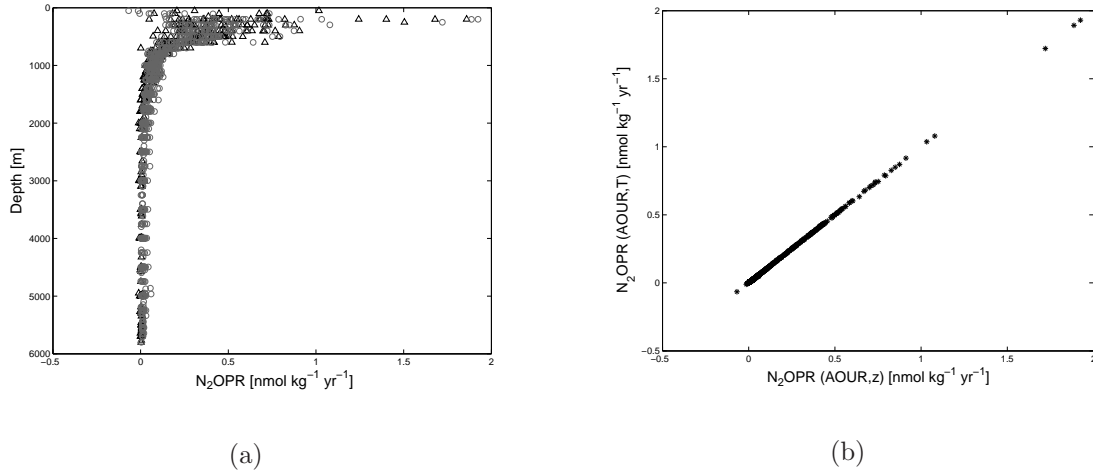 0
1000
2000
3000
4000
5000
6000
Depth [m]
−0.5 0 0.5 1 1.5 2
N₂OPR [nmol kg⁻¹ yr⁻¹]
(a)
2
1.5
1
0.5
0
−0.5
N₂OPR (AOUR,T) [nmol kg⁻¹ yr⁻¹]
−0.5 0 0.5 1 1.5 2
N₂OPR (AOUR,z) [nmol kg⁻¹ yr⁻¹]
(b)